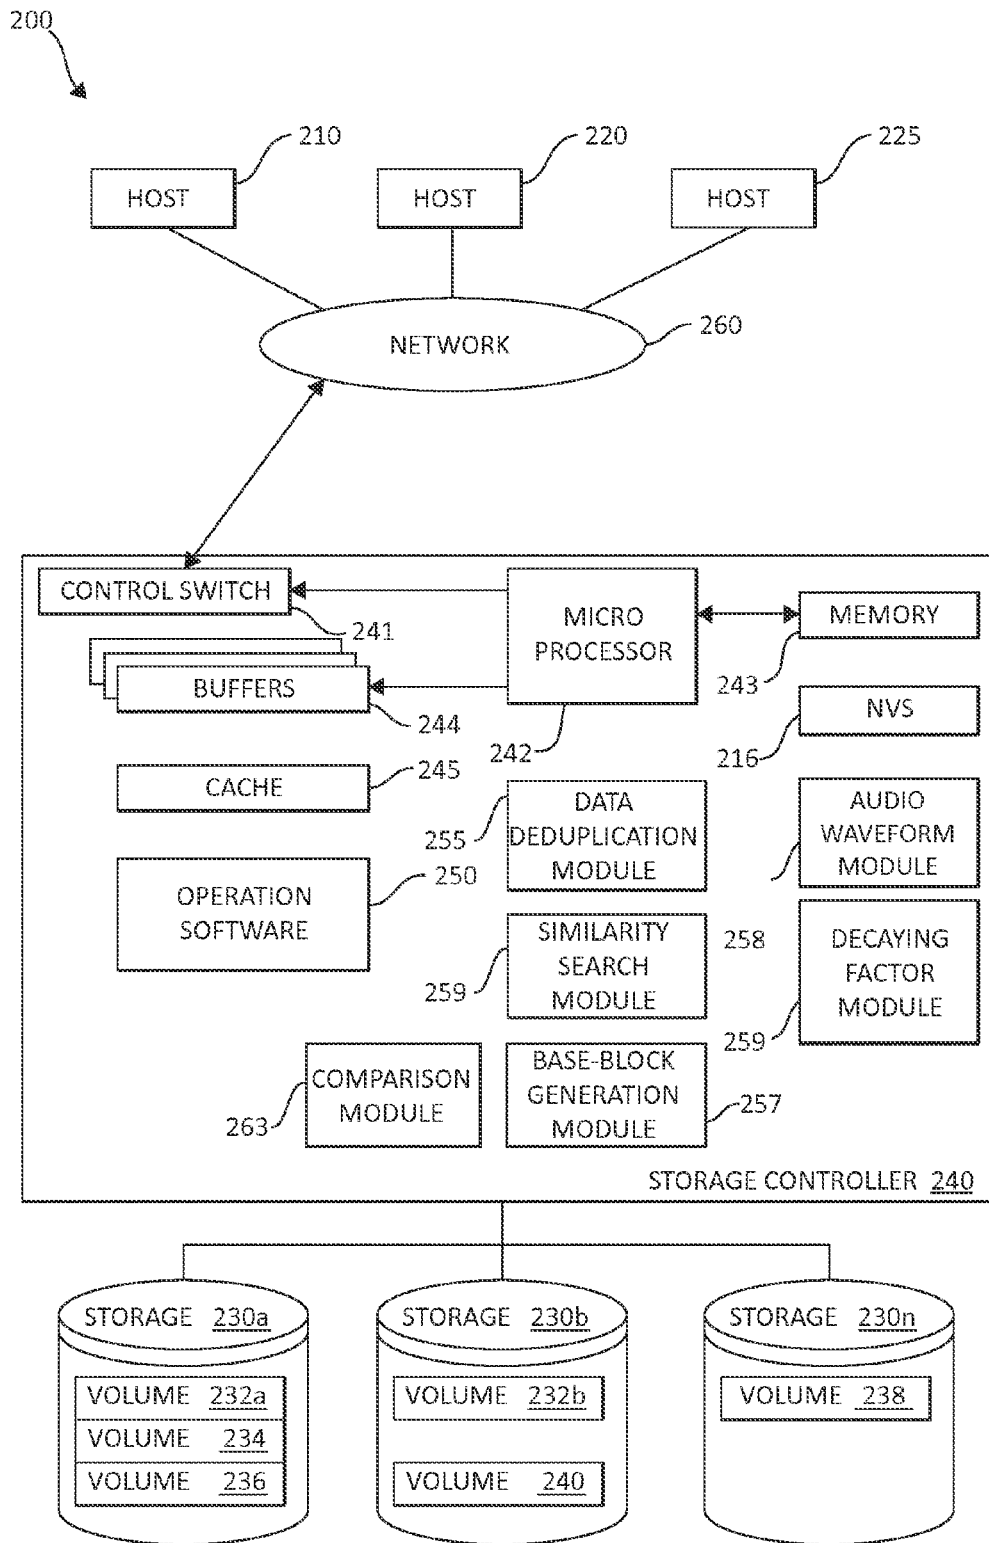 200
210
220
225
HOST
HOST
HOST
NETWORK
260
CONTROL SWITCH
241
MICRO
PROCESSOR
242
MEMORY
243
BUFFERS
244
NVS
216
CACHE
245
DATA
DEDUPLICATION
MODULE
255
AUDIO
WAVEFORM
MODULE
258
OPERATION
SOFTWARE
250
SIMILARITY
SEARCH
MODULE
259
DECAYING
FACTOR
MODULE
259
COMPARISON
MODULE
263
BASE-BLOCK
GENERATION
MODULE
257
STORAGE CONTROLLER 240
STORAGE 230a
VOLUME 232a
VOLUME 234
VOLUME 236
STORAGE 230b
VOLUME 232b
VOLUME 240
STORAGE 230n
VOLUME 238